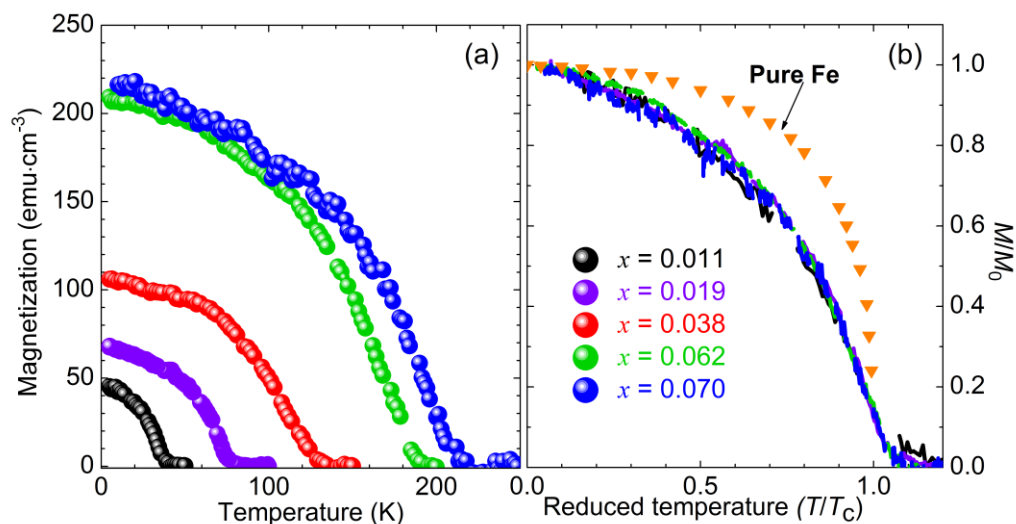 250
200
150
100
50
0
Magnetization (emu·cm⁻³)
(a)
0
100
200
Temperature (K)
(b)
Pure Fe
x = 0.011
x = 0.019
x = 0.038
x = 0.062
x = 0.070
0.0
0.5
1.0
Reduced temperature (T/T_C)
1.0
0.8
0.6
0.4
0.2
0.0
M/M₀